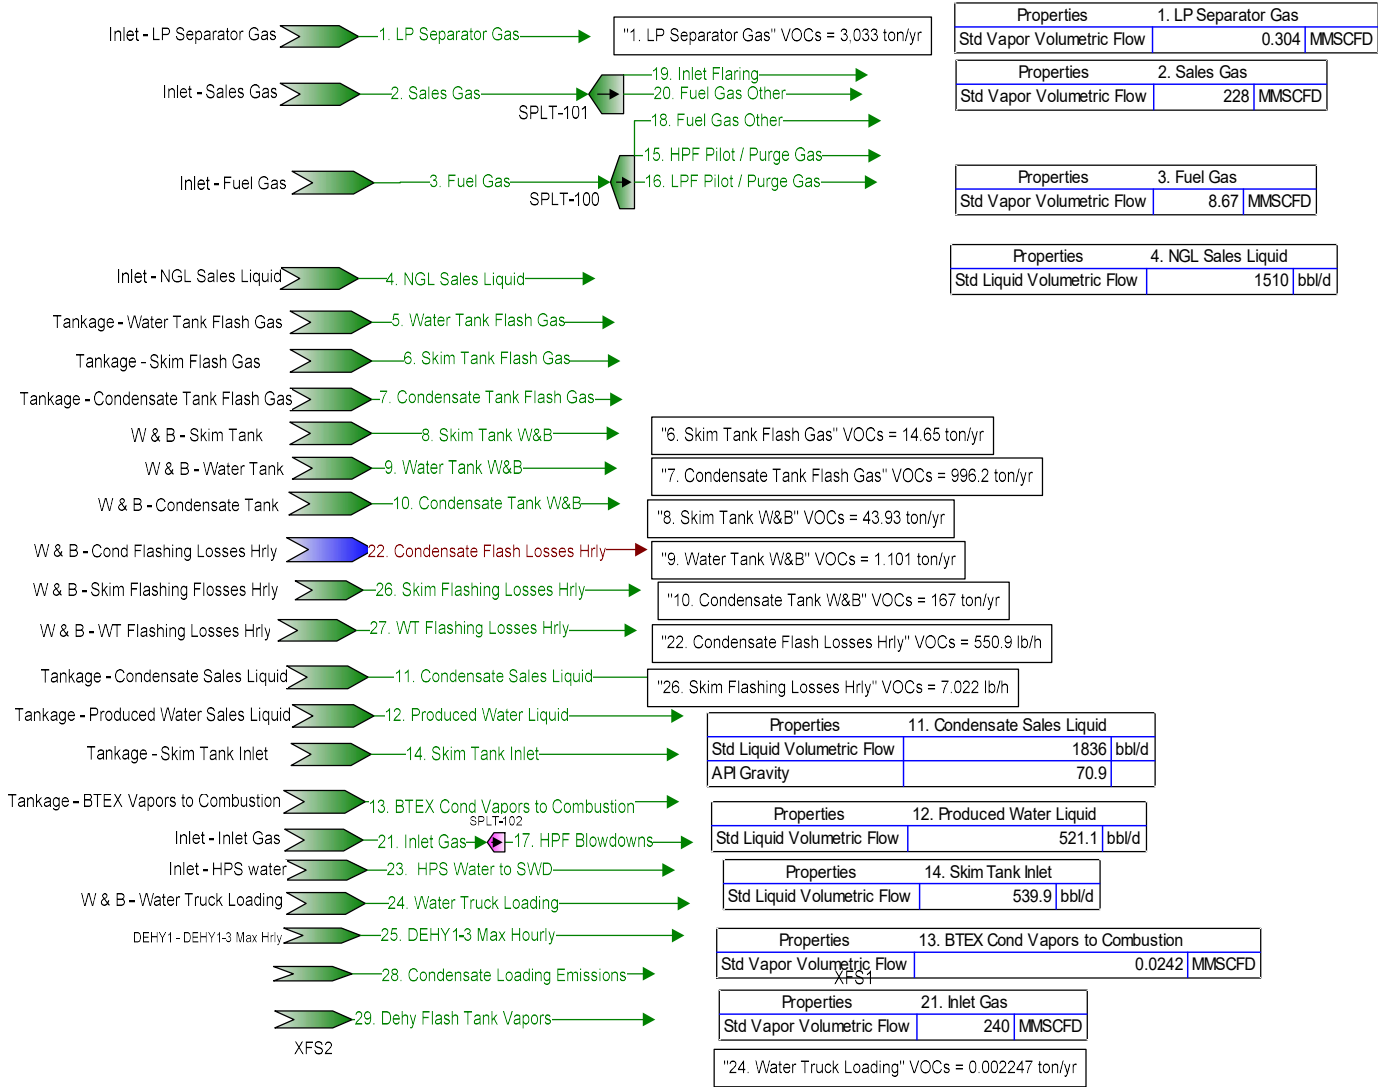 Inlet - LP Separator Gas
1. LP Separator Gas
"1. LP Separator Gas" VOCs = 3,033 ton/yr
Properties 1. LP Separator Gas
Std Vapor Volumetric Flow 0.304 MMSCFD
Inlet - Sales Gas
2. Sales Gas
SPLT-101
19. Inlet Flaring
20. Fuel Gas Other
Properties 2. Sales Gas
Std Vapor Volumetric Flow 228 MMSCFD
18. Fuel Gas Other
Inlet - Fuel Gas
3. Fuel Gas
SPLT-100
15. HPF Pilot / Purge Gas
16. LPF Pilot / Purge Gas
Properties 3. Fuel Gas
Std Vapor Volumetric Flow 8.67 MMSCFD
Inlet - NGL Sales Liquid
4. NGL Sales Liquid
Properties 4. NGL Sales Liquid
Std Liquid Volumetric Flow 1510 bbl/d
Tankage - Water Tank Flash Gas
5. Water Tank Flash Gas
Tankage - Skim Flash Gas
6. Skim Tank Flash Gas
Tankage - Condensate Tank Flash Gas
7. Condensate Tank Flash Gas
W & B - Skim Tank
8. Skim Tank W&B
"6. Skim Tank Flash Gas" VOCs = 14.65 ton/yr
W & B - Water Tank
9. Water Tank W&B
"7. Condensate Tank Flash Gas" VOCs = 996.2 ton/yr
W & B - Condensate Tank
10. Condensate Tank W&B
"8. Skim Tank W&B" VOCs = 43.93 ton/yr
W & B - Cond Flashing Losses Hrly
22. Condensate Flash Losses Hrly
"9. Water Tank W&B" VOCs = 1.101 ton/yr
W & B - Skim Flashing Flosses Hrly
26. Skim Flashing Losses Hrly
"10. Condensate Tank W&B" VOCs = 167 ton/yr
W & B - WT Flashing Losses Hrly
27. WT Flashing Losses Hrly
"22. Condensate Flash Losses Hrly" VOCs = 550.9 lb/h
Tankage - Condensate Sales Liquid
11. Condensate Sales Liquid
"26. Skim Flashing Losses Hrly" VOCs = 7.022 lb/h
Tankage - Produced Water Sales Liquid
12. Produced Water Liquid
Properties 11. Condensate Sales Liquid
Std Liquid Volumetric Flow 1836 bbl/d
API Gravity 70.9
Tankage - Skim Tank Inlet
14. Skim Tank Inlet
Tankage - BTEX Vapors to Combustion
13. BTEX Cond Vapors to Combustion
Properties 12. Produced Water Liquid
Std Liquid Volumetric Flow 521.1 bbl/d
Inlet - Inlet Gas
21. Inlet Gas
SPLT-102
17. HPF Blowdowns
Inlet - HPS water
23. HPS Water to SWD
Properties 14. Skim Tank Inlet
Std Liquid Volumetric Flow 539.9 bbl/d
W & B - Water Truck Loading
24. Water Truck Loading
DEHY1 - DEHY1-3 Max Hrly
25. DEHY1-3 Max Hourly
Properties 13. BTEX Cond Vapors to Combustion
Std Vapor Volumetric Flow 0.0242 MMSCFD
XFS1
28. Condensate Loading Emissions
Properties 21. Inlet Gas
Std Vapor Volumetric Flow 240 MMSCFD
29. Dehy Flash Tank Vapors
XFS2
"24. Water Truck Loading" VOCs = 0.002247 ton/yr